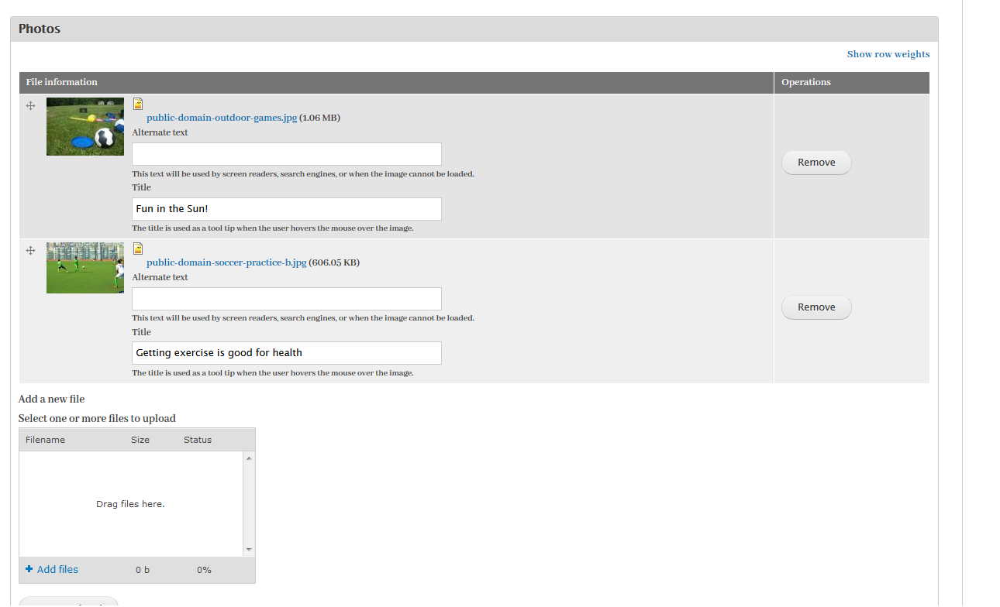 Photos
Show row weights
File information
Operations
public-domain-outdoor-games.jpg (1.06 MB)
Alternate text
This text will be used by screen readers, search engines, or when the image cannot be loaded.
Title
Fun in the Sun!
The title is used as a tool tip when the user hovers the mouse over the image.
Remove
public-domain-soccer-practice-b.jpg (606.05 KB)
Alternate text
This text will be used by screen readers, search engines, or when the image cannot be loaded.
Title
Getting exercise is good for health
The title is used as a tool tip when the user hovers the mouse over the image.
Remove
Add a new file
Select one or more files to upload
Filename Size Status
Drag files here.
Add files 0 b 0%